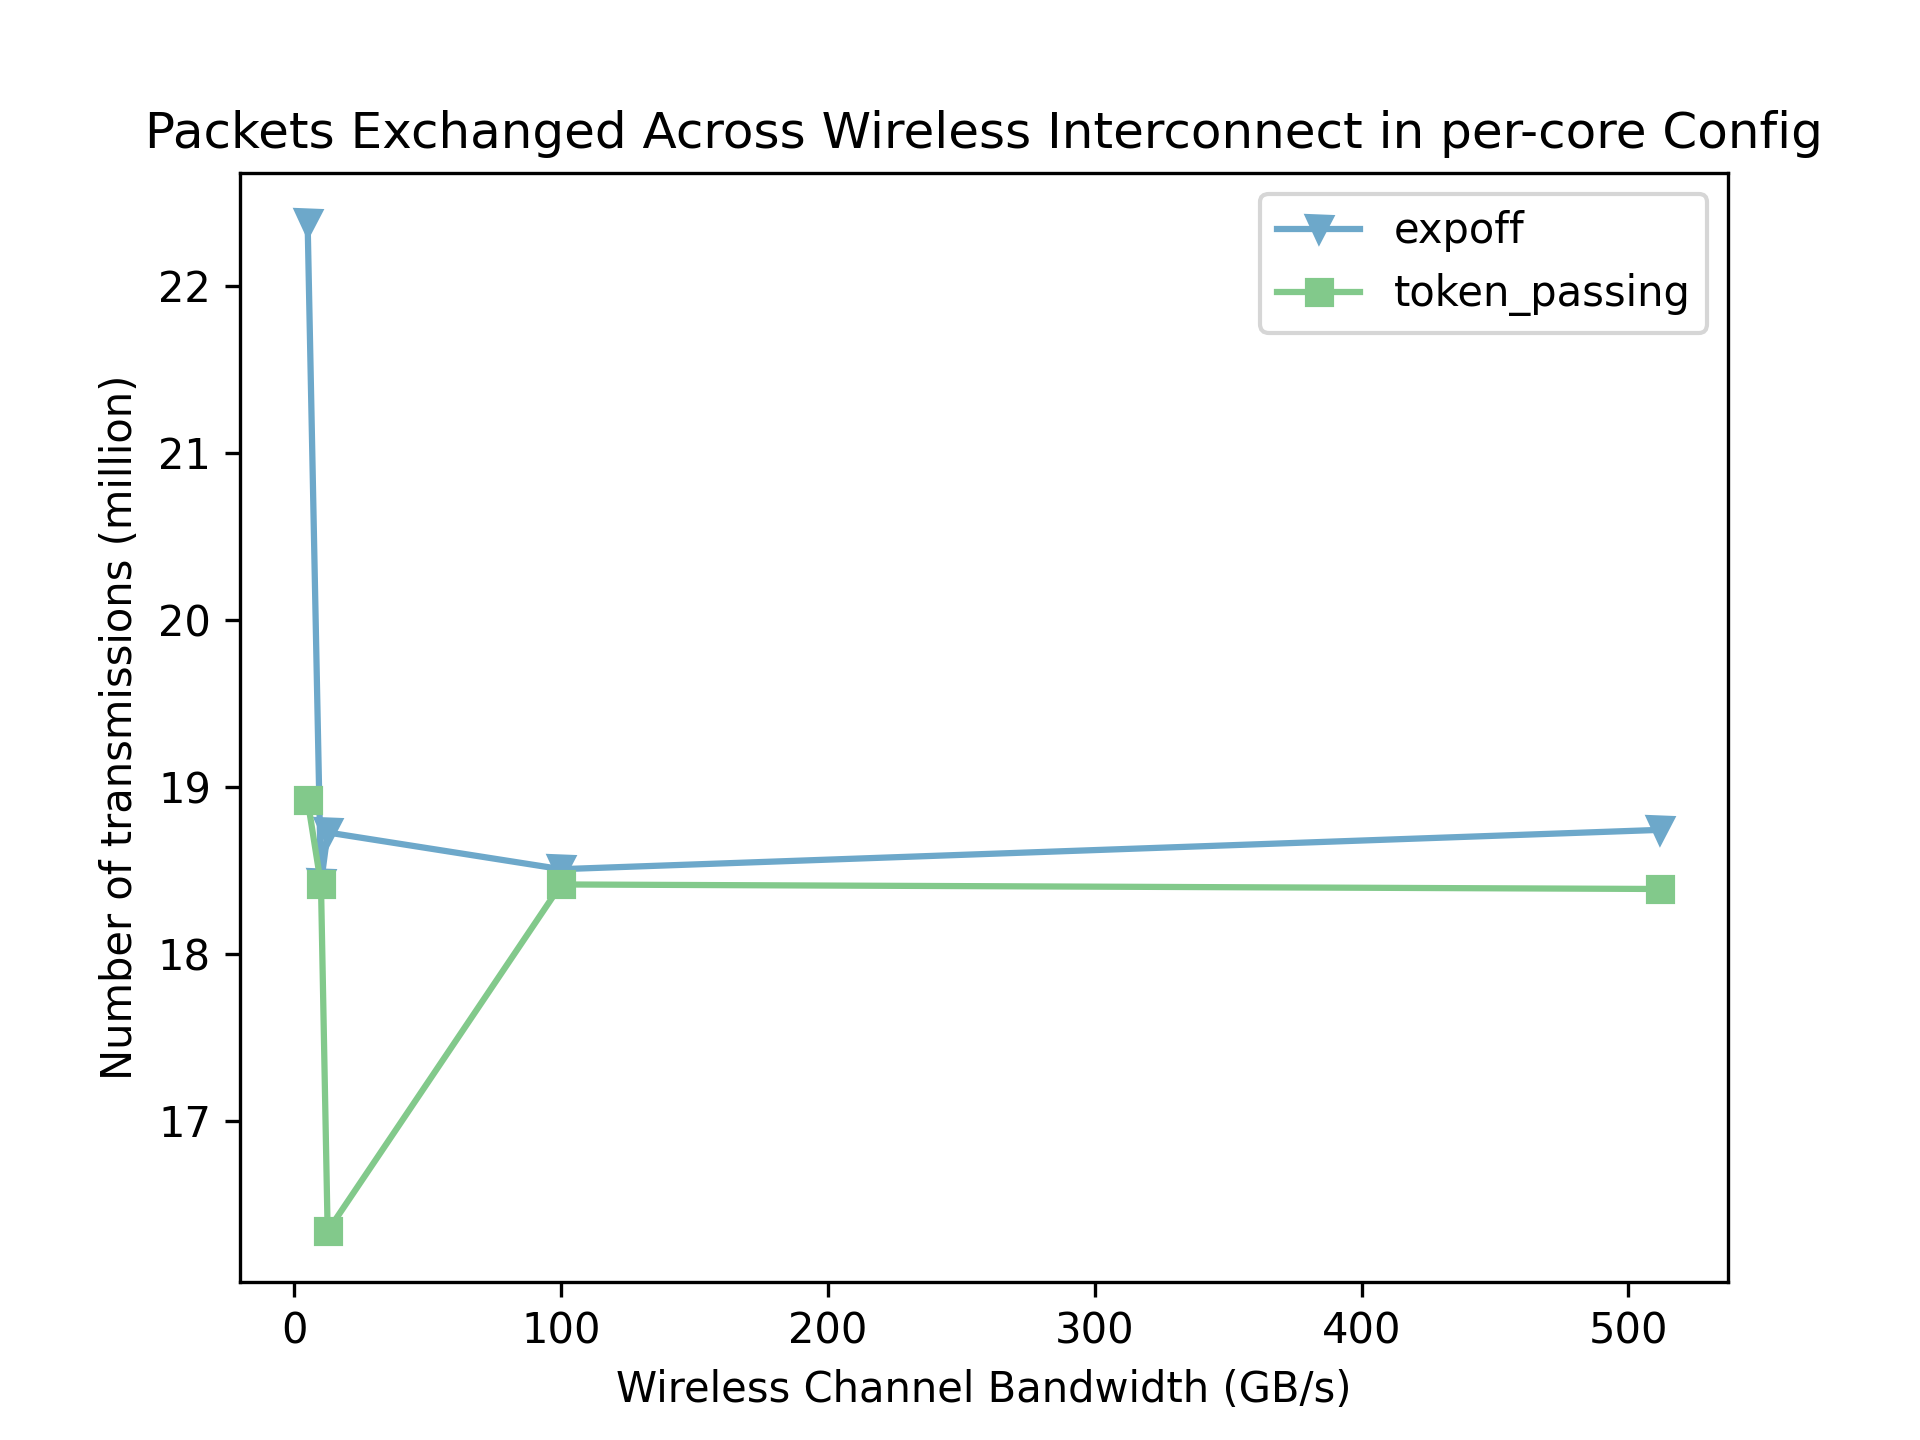 Packets Exchanged Across Wireless Interconnect in per-core Config
expoff
token_passing
Number of transmissions (million)
22
21
20
19
18
17
0 100 200 300 400 500
Wireless Channel Bandwidth (GB/s)